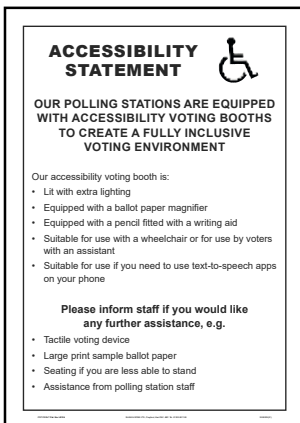 ACCESSIBILITY
STATEMENT
OUR POLLING STATIONS ARE EQUIPPED
WITH ACCESSIBILITY VOTING BOOTHS
TO CREATE A FULLY INCLUSIVE
VOTING ENVIRONMENT
Our accessibility voting booth is:
• Lit with extra lighting
• Equipped with a ballot paper magnifier
• Equipped with a pencil fitted with a writing aid
• Suitable for use with a wheelchair or for use by voters
with an assistant
• Suitable for use if you need to use text-to-speech apps
on your phone
Please inform staff if you would like
any further assistance, e.g.
• Tactile voting device
• Large print sample ballot paper
• Seating if you are less able to stand
• Assistance from polling station staff